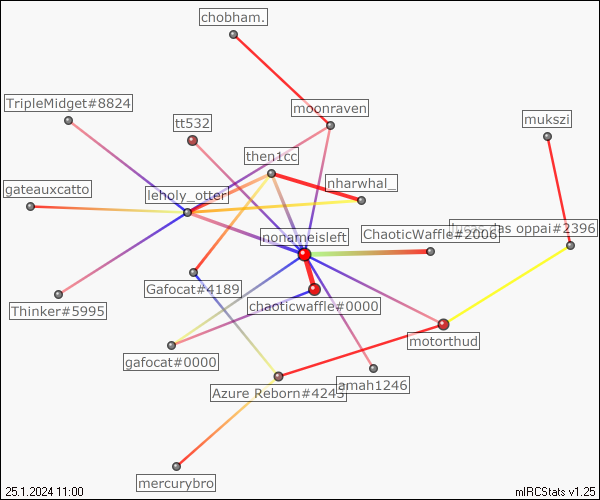 chobham.
TripleMidget#8824
moonraven
tt532
mukszi
then1cc
nharwhal_
gateauxcatto
leholy_otter
das oppai#2396
ChaoticWaffle#2006
nonameisleft
Gafocat#4189
chaoticwaffle#0000
Thinker#5995
motorthud
gafocat#0000
amah1246
Azure Reborn#4243
mercurybro
25.1.2024 11:00
mIRCStats v1.25